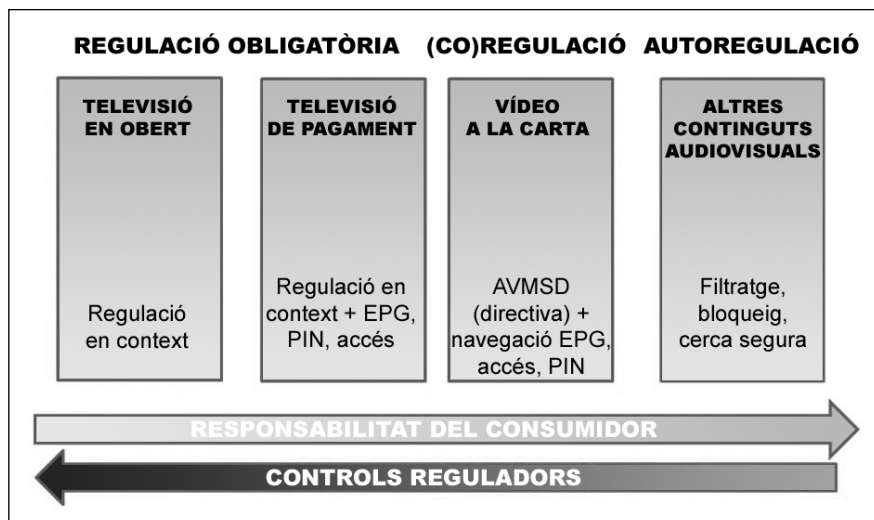 REGULACIÓ OBLIGATÒRIA (CO)REGULACIÓ AUTOREGULACIÓ
TELEVISIÓ
EN OBERT
Regulació
en context
TELEVISIÓ
DE PAGAMENT
Regulació en
context + EPG,
PIN, accés
VÍDEO
A LA CARTA
AVMSD
(directiva) +
navegació EPG,
accés, PIN
ALTRES
CONTINGUTS
AUDIOVISUALS
Filtratge,
bloqueig,
cerca segura
RESPONSABILITAT DEL CONSUMIDOR
CONTROLS REGULADORS